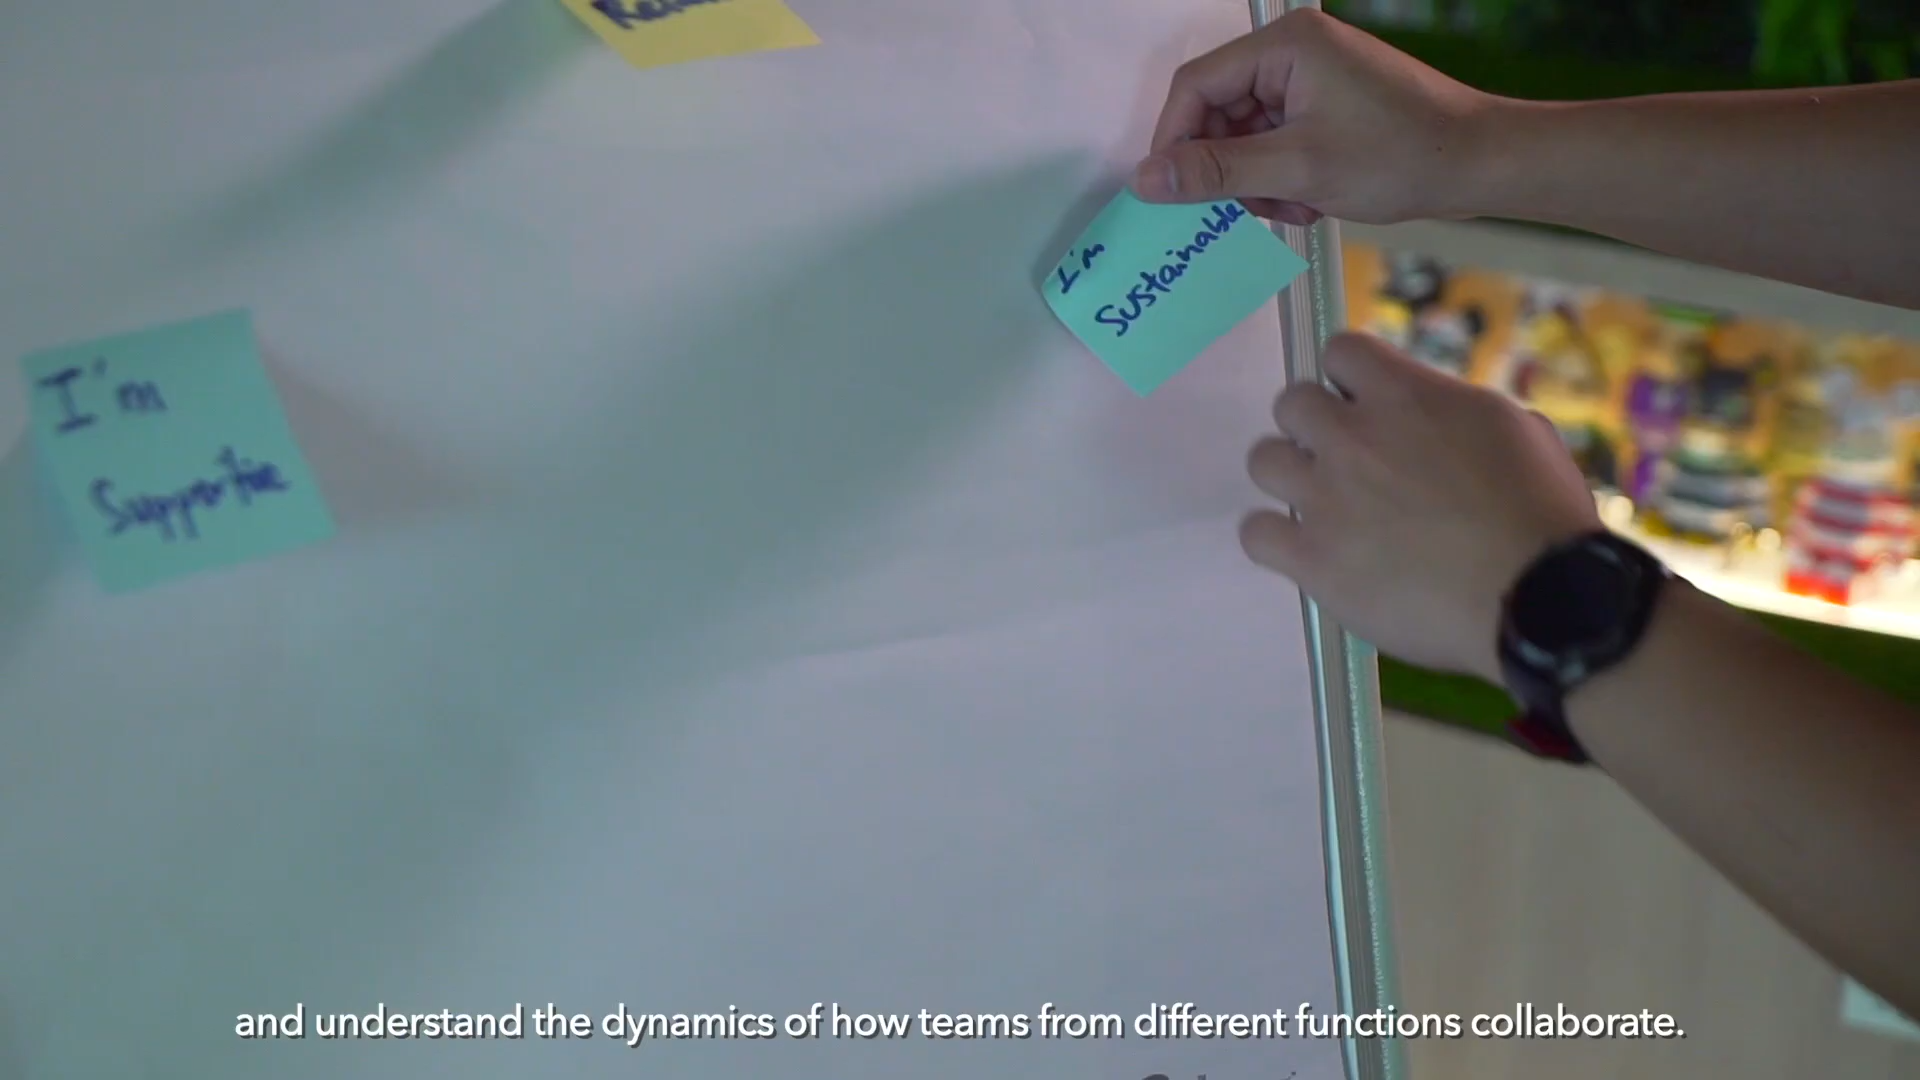 I'm
Sustainable
I'm
Supportive
and understand the dynamics of how teams from different functions collaborate.